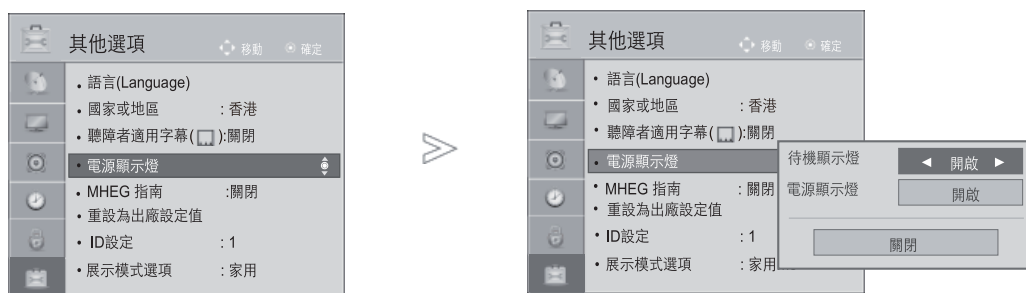 其他選項 移動 確定
• 語言(Language)
• 國家或地區 : 香港
• 聽障者適用字幕( ):關閉
• 電源顯示燈
• MHEG 指南 :關閉
• 重設為出廠設定值
• ID設定 : 1
• 展示模式選項 : 家用
其他選項 移動 確定
• 語言(Language)
• 國家或地區 : 香港
• 聽障者適用字幕( ):關閉
• 電源顯示燈
• MHEG 指南 : 關閉
• 重設為出廠設定值
• ID設定 : 1
• 展示模式選項 : 家用
待機顯示燈 ◀ 開啟 ▶
電源顯示燈 開啟
關閉